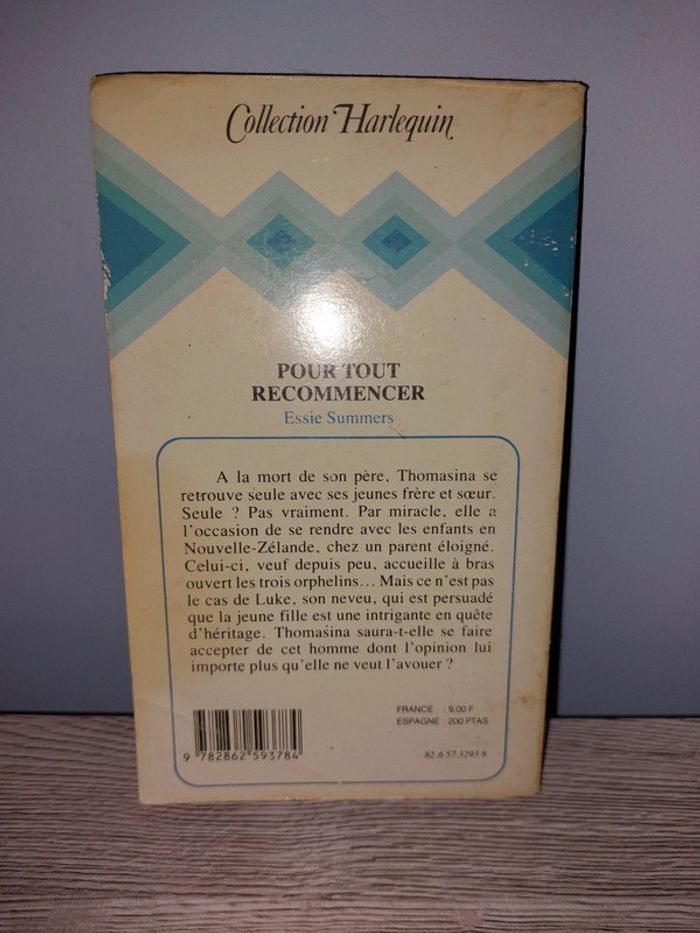 Collection Harlequin
POUR TOUT
RECOMMENCER
Essie Summers
A la mort de son père, Thomasina se
retrouve seule avec ses jeunes frère et sœur.
Seule ? Pas vraiment. Par miracle, elle a
l'occasion de se rendre avec les enfants en
Nouvelle-Zélande, chez un parent éloigné.
Celui-ci, veuf depuis peu, accueille à bras
ouvert les trois orphelins... Mais ce n'est pas
le cas de Luke, son neveu, qui est persuadé
que la jeune fille est une intrigante en quête
d'héritage. Thomasina saura-t-elle se faire
accepter de cet homme dont l'opinion lui
importe plus qu'elle ne veut l'avouer ?
FRANCE : 9,00 F
ESPAGNE : 200 PTAS
9 782862 593784
82.6.57.3293.8